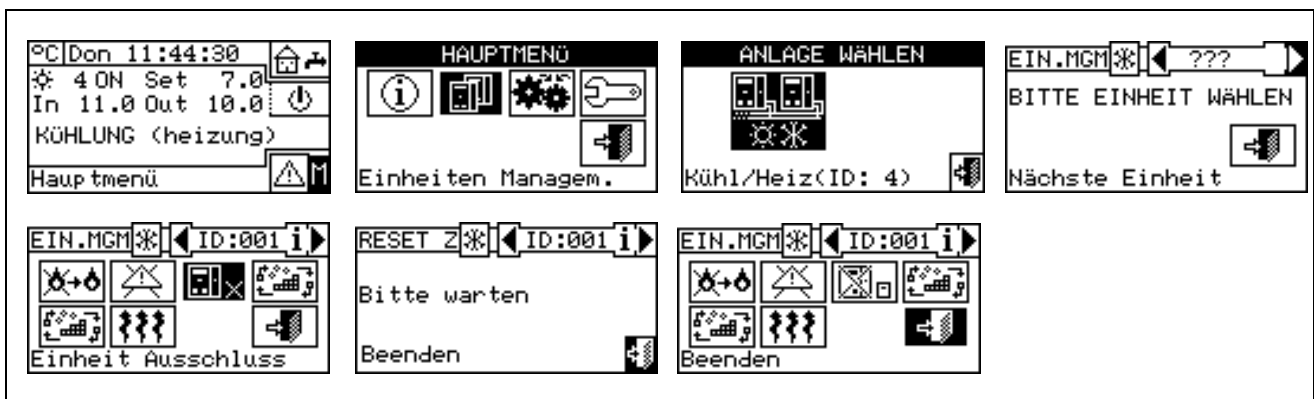 °C Don 11:44:30
4 ON Set 7.0
In 11.0 Out 10.0
KÜHLUNG (heizung)
Hauptmenü
M
HAUPTMENÜ
Einheiten Managem.
ANLAGE WÄHLEN
Kühl/Heiz(ID: 4)
EIN.MGM ???
BITTE EINHEIT WÄHLEN
Nächste Einheit
EIN.MGM ID:001 i
Einheit Ausschluss
RESET Z ID:001 i
Bitte warten
Beenden
EIN.MGM ID:001 i
Beenden